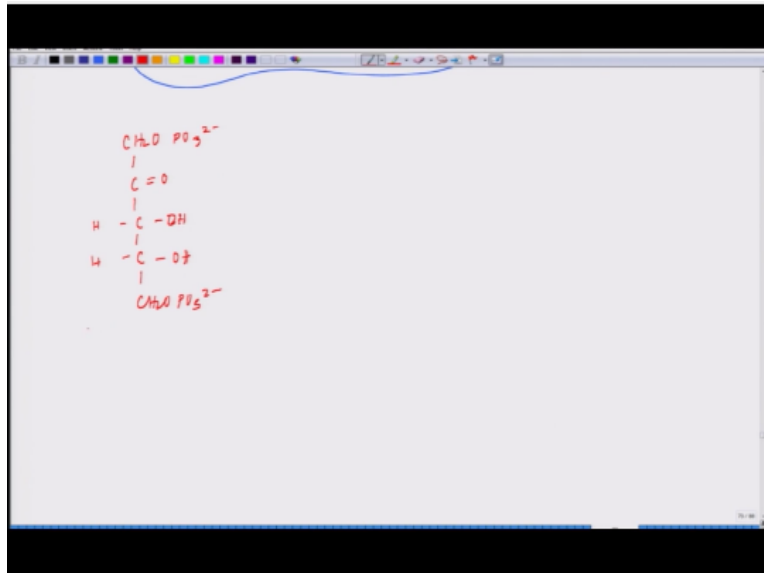 CH2O PO3 2-
C = O
H - C - OH
H - C - OH
CH2O PO3 2-